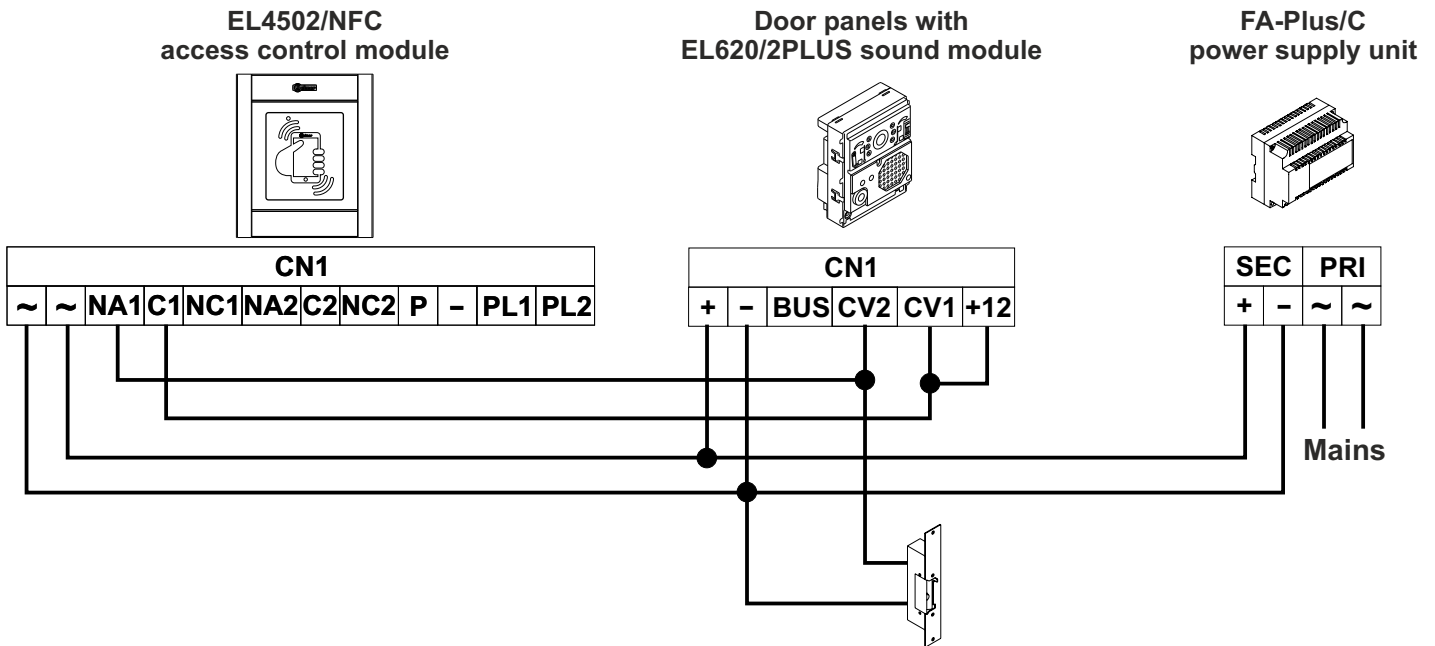 EL4502/NFC
access control module
Door panels with
EL620/2PLUS sound module
FA-Plus/C
power supply unit
CN1
~ ~ NA1 C1 NC1 NA2 C2 NC2 P – PL1 PL2
CN1
+ – BUS CV2 CV1 +12
SEC PRI
+ – ~ ~
Mains